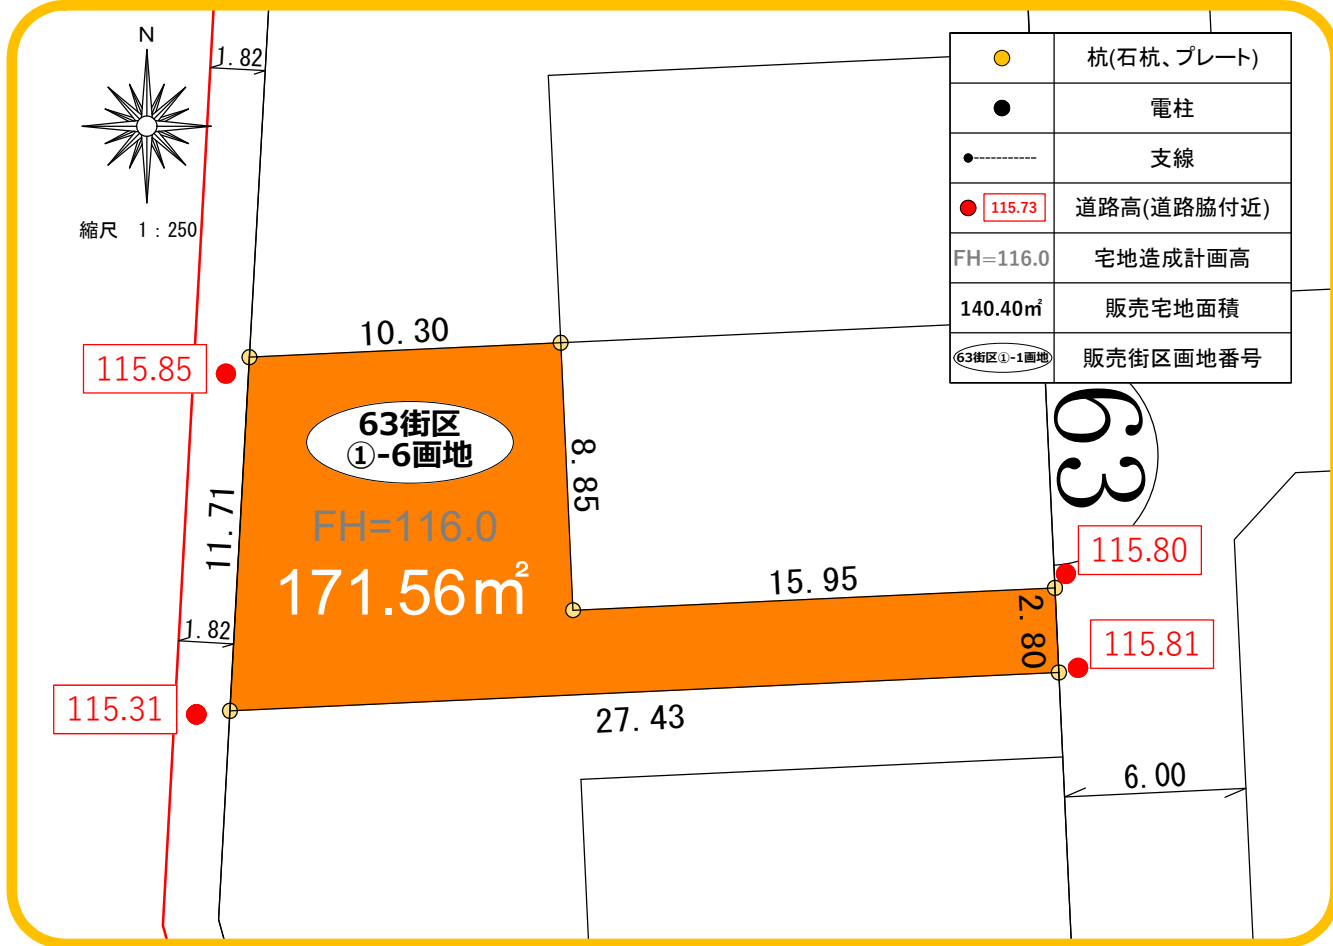 N
縮尺 1：250
1.82
杭(石杭、プレート)
電柱
支線
115.73
道路高(道路脇付近)
FH=116.0
宅地造成計画高
140.40㎡
販売宅地面積
63街区①-1画地
販売街区画地番号
10.30
115.85
63街区
①-6画地
8.85
63
11.71
FH=116.0
171.56㎡
15.95
115.80
2.80
115.81
1.82
115.31
27.43
6.00